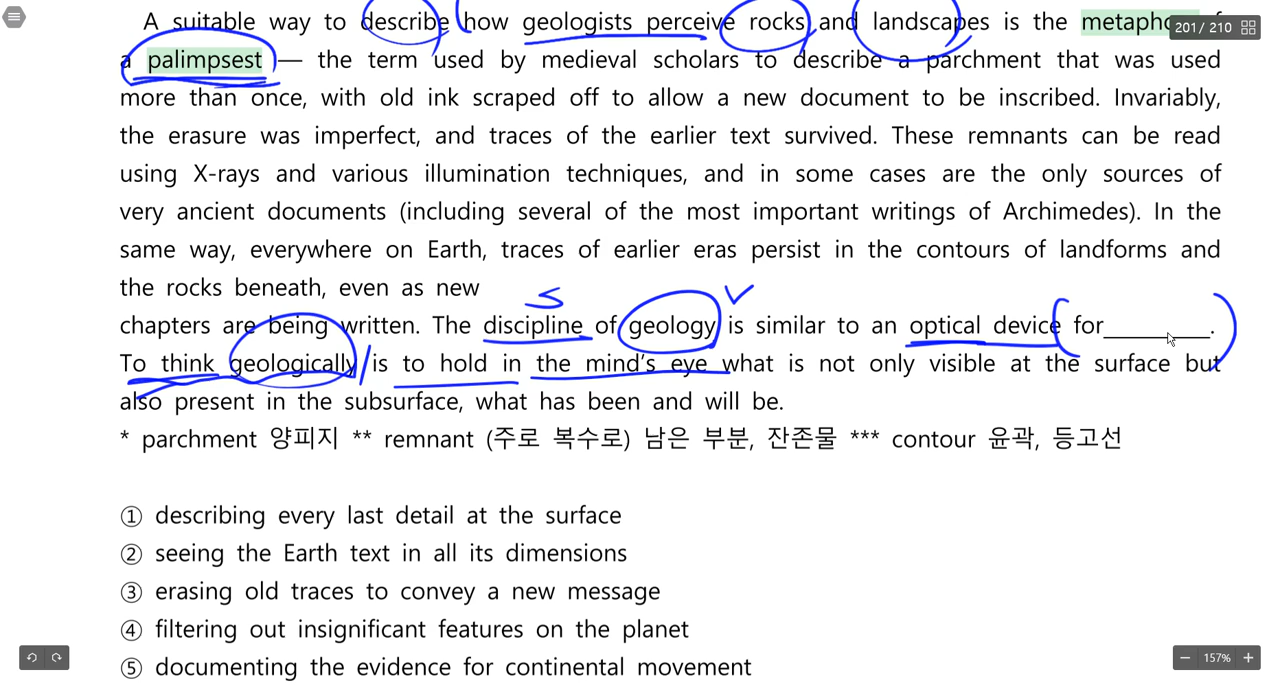 A suitable way to describe how geologists perceive rocks and landscapes is the metaphor of
201 / 210
a palimpsest — the term used by medieval scholars to describe a parchment that was used
more than once, with old ink scraped off to allow a new document to be inscribed. Invariably,
the erasure was imperfect, and traces of the earlier text survived. These remnants can be read
using X-rays and various illumination techniques, and in some cases are the only sources of
very ancient documents (including several of the most important writings of Archimedes). In the
same way, everywhere on Earth, traces of earlier eras persist in the contours of landforms and
the rocks beneath, even as new
S V
chapters are being written. The discipline of geology is similar to an optical device for________.
To think geologically is to hold in the mind's eye what is not only visible at the surface but
also present in the subsurface, what has been and will be.
* parchment 양피지 ** remnant (주로 복수로) 남은 부분, 잔존물 *** contour 윤곽, 등고선
① describing every last detail at the surface
② seeing the Earth text in all its dimensions
③ erasing old traces to convey a new message
④ filtering out insignificant features on the planet
⑤ documenting the evidence for continental movement
157%